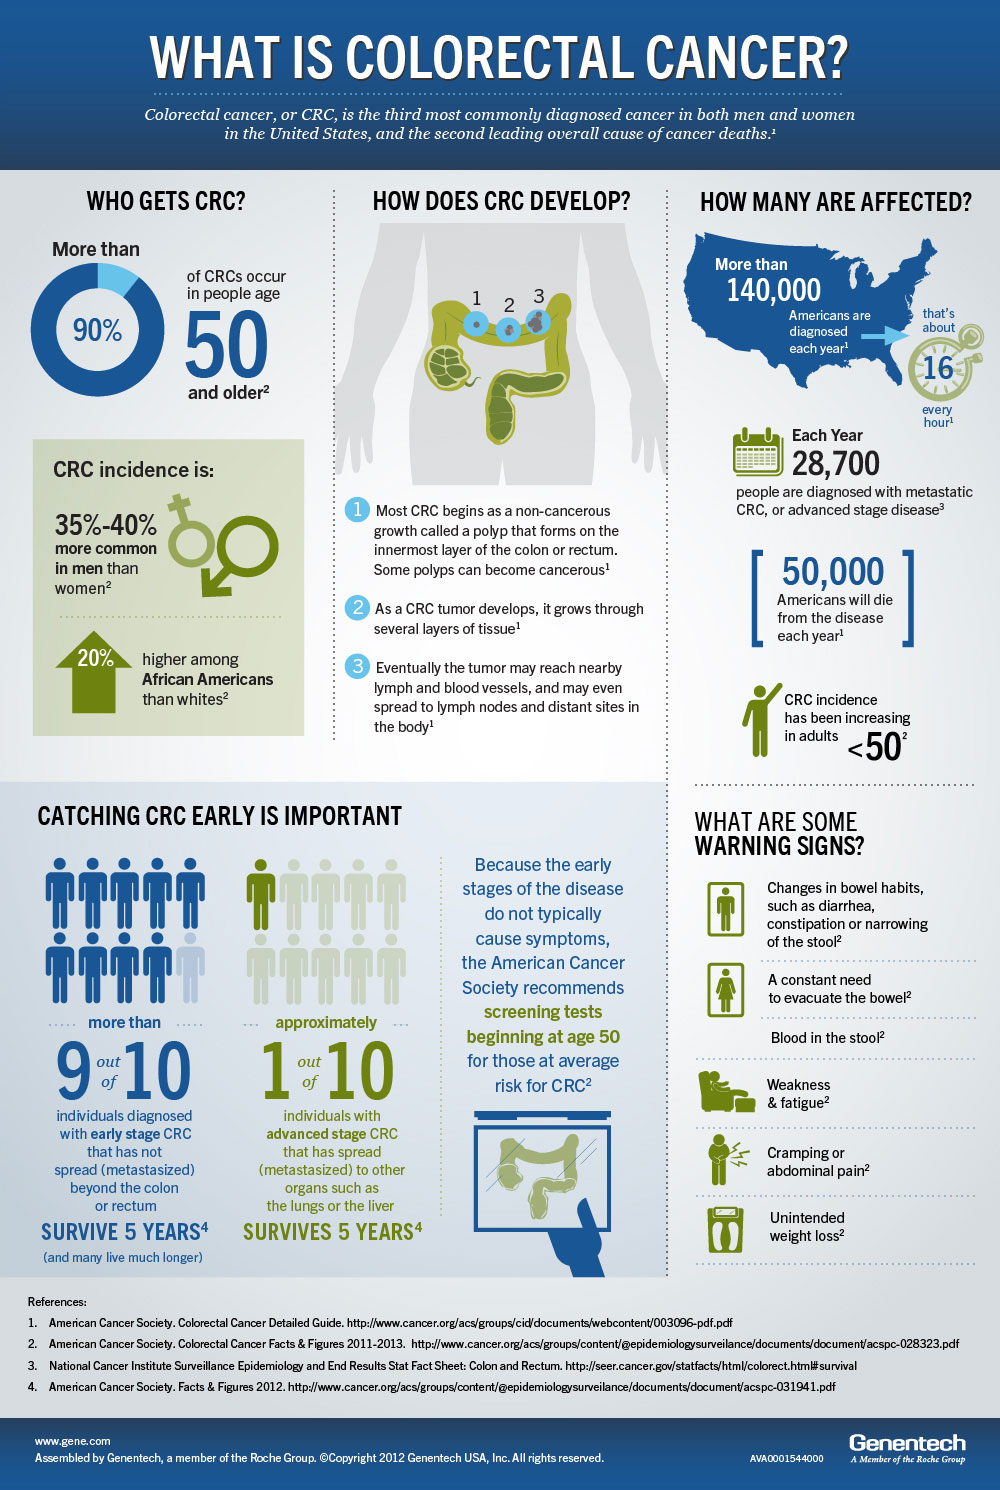 WHAT IS COLORECTAL CANCER?
Colorectal cancer, or CRC, is the third most commonly diagnosed cancer in both men and women
in the United States, and the second leading overall cause of cancer deaths.¹
WHO GETS CRC?
More than
90%
of CRCs occur
in people age
50
and older²
CRC incidence is:
35%-40%
more common
in men than
women²
20%
higher among
African Americans
than whites²
HOW DOES CRC DEVELOP?
1
2
3
1 Most CRC begins as a non-cancerous
growth called a polyp that forms on the
innermost layer of the colon or rectum.
Some polyps can become cancerous¹
2 As a CRC tumor develops, it grows through
several layers of tissue¹
3 Eventually the tumor may reach nearby
lymph and blood vessels, and may even
spread to lymph nodes and distant sites in
the body¹
HOW MANY ARE AFFECTED?
More than
140,000
Americans are
diagnosed
each year¹
that's
about
16
every
hour¹
Each Year
28,700
people are diagnosed with metastatic
CRC, or advanced stage disease³
50,000
Americans will die
from the disease
each year¹
CRC incidence
has been increasing
in adults <50²
CATCHING CRC EARLY IS IMPORTANT
more than
9 out of 10
individuals diagnosed
with early stage CRC
that has not
spread (metastasized)
beyond the colon
or rectum
SURVIVE 5 YEARS⁴
(and many live much longer)
approximately
1 out of 10
individuals with
advanced stage CRC
that has spread
(metastasized) to other
organs such as
the lungs or the liver
SURVIVES 5 YEARS⁴
Because the early
stages of the disease
do not typically
cause symptoms,
the American Cancer
Society recommends
screening tests
beginning at age 50
for those at average
risk for CRC²
WHAT ARE SOME
WARNING SIGNS?
Changes in bowel habits,
such as diarrhea,
constipation or narrowing
of the stool²
A constant need
to evacuate the bowel²
Blood in the stool²
Weakness
& fatigue²
Cramping or
abdominal pain²
Unintended
weight loss²
References:
1. American Cancer Society. Colorectal Cancer Detailed Guide. http://www.cancer.org/acs/groups/cid/documents/webcontent/003096-pdf.pdf
2. American Cancer Society. Colorectal Cancer Facts & Figures 2011-2013. http://www.cancer.org/acs/groups/content/@epidemiologysurveilance/documents/document/acspc-028323.pdf
3. National Cancer Institute Surveillance Epidemiology and End Results Stat Fact Sheet: Colon and Rectum. http://seer.cancer.gov/statfacts/html/colorect.html#survival
4. American Cancer Society. Facts & Figures 2012. http://www.cancer.org/acs/groups/content/@epidemiologysurveilance/documents/document/acspc-031941.pdf
www.gene.com
Assembled by Genentech, a member of the Roche Group. ©Copyright 2012 Genentech USA, Inc. All rights reserved.
AVA0001544000
Genentech
A Member of the Roche Group